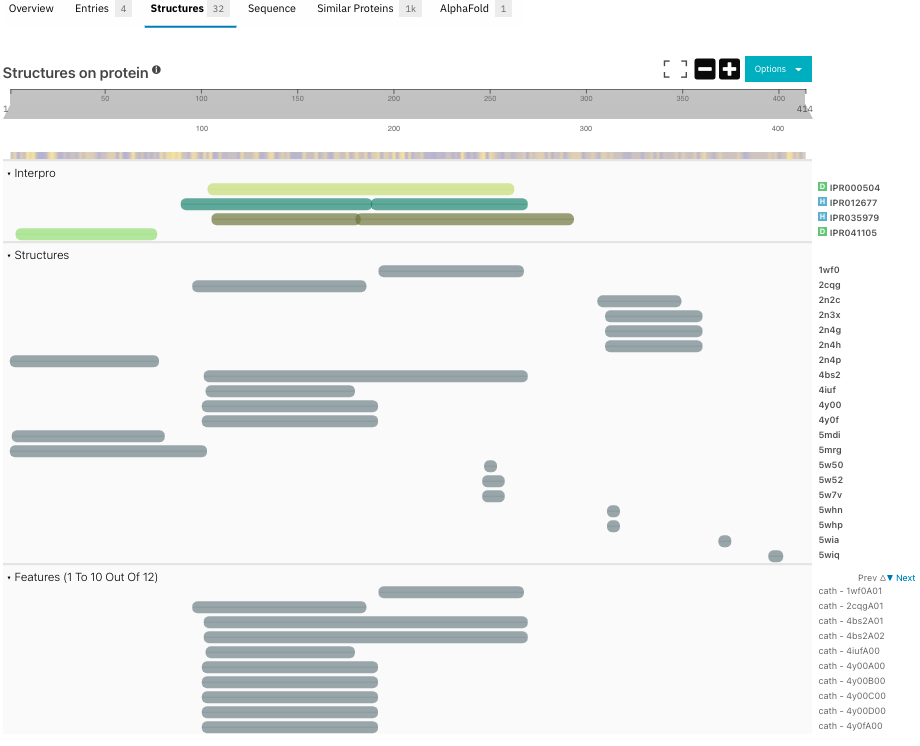 Overview Entries 4 Structures 32 Sequence Similar Proteins 1k AlphaFold 1
Structures on protein
Options
50 100 150 200 250 300 350 400
1 414
100 200 300 400
Interpro
D IPR000504
H IPR012677
H IPR035979
D IPR041105
Structures
1wf0
2cqg
2n2c
2n3x
2n4g
2n4h
2n4p
4bs2
4iuf
4y00
4y0f
5mdi
5mrg
5w50
5w52
5w7v
5whn
5whp
5wia
5wiq
Features (1 To 10 Out Of 12)
Prev Next
cath - 1wf0A01
cath - 2cqgA01
cath - 4bs2A01
cath - 4bs2A02
cath - 4iufA00
cath - 4y00A00
cath - 4y00B00
cath - 4y00C00
cath - 4y00D00
cath - 4y0fA00